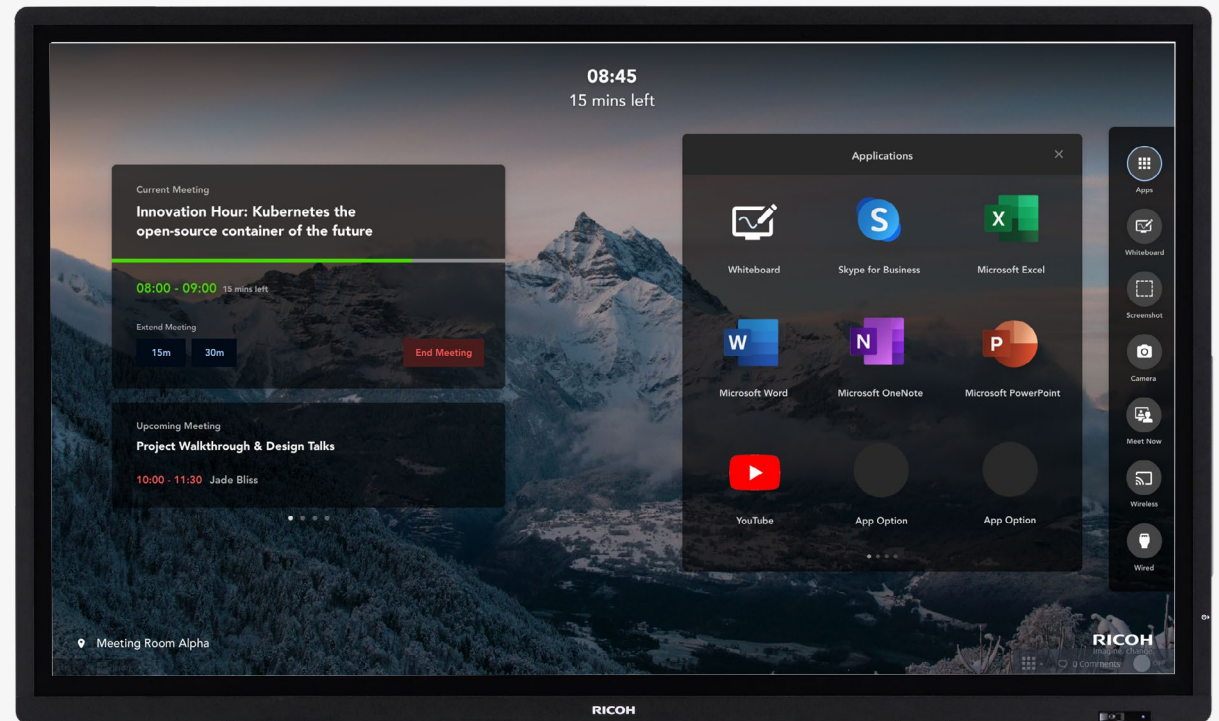 08:45
15 mins left
Current Meeting
Innovation Hour: Kubernetes the
open-source container of the future
08:00 - 09:00 15 mins left
Extend Meeting
15m 30m End Meeting
Upcoming Meeting
Project Walkthrough & Design Talks
10:00 - 11:30 Jade Bliss
Meeting Room Alpha
Applications
Whiteboard Skype for Business Microsoft Excel
S X
W N P
Microsoft Word Microsoft OneNote Microsoft PowerPoint
YouTube App Option App Option
Apps
Whiteboard
Screenshot
Camera
Meet Now
Wireless
Wired
RICOH
imagine. change.
0 Comments
RICOH